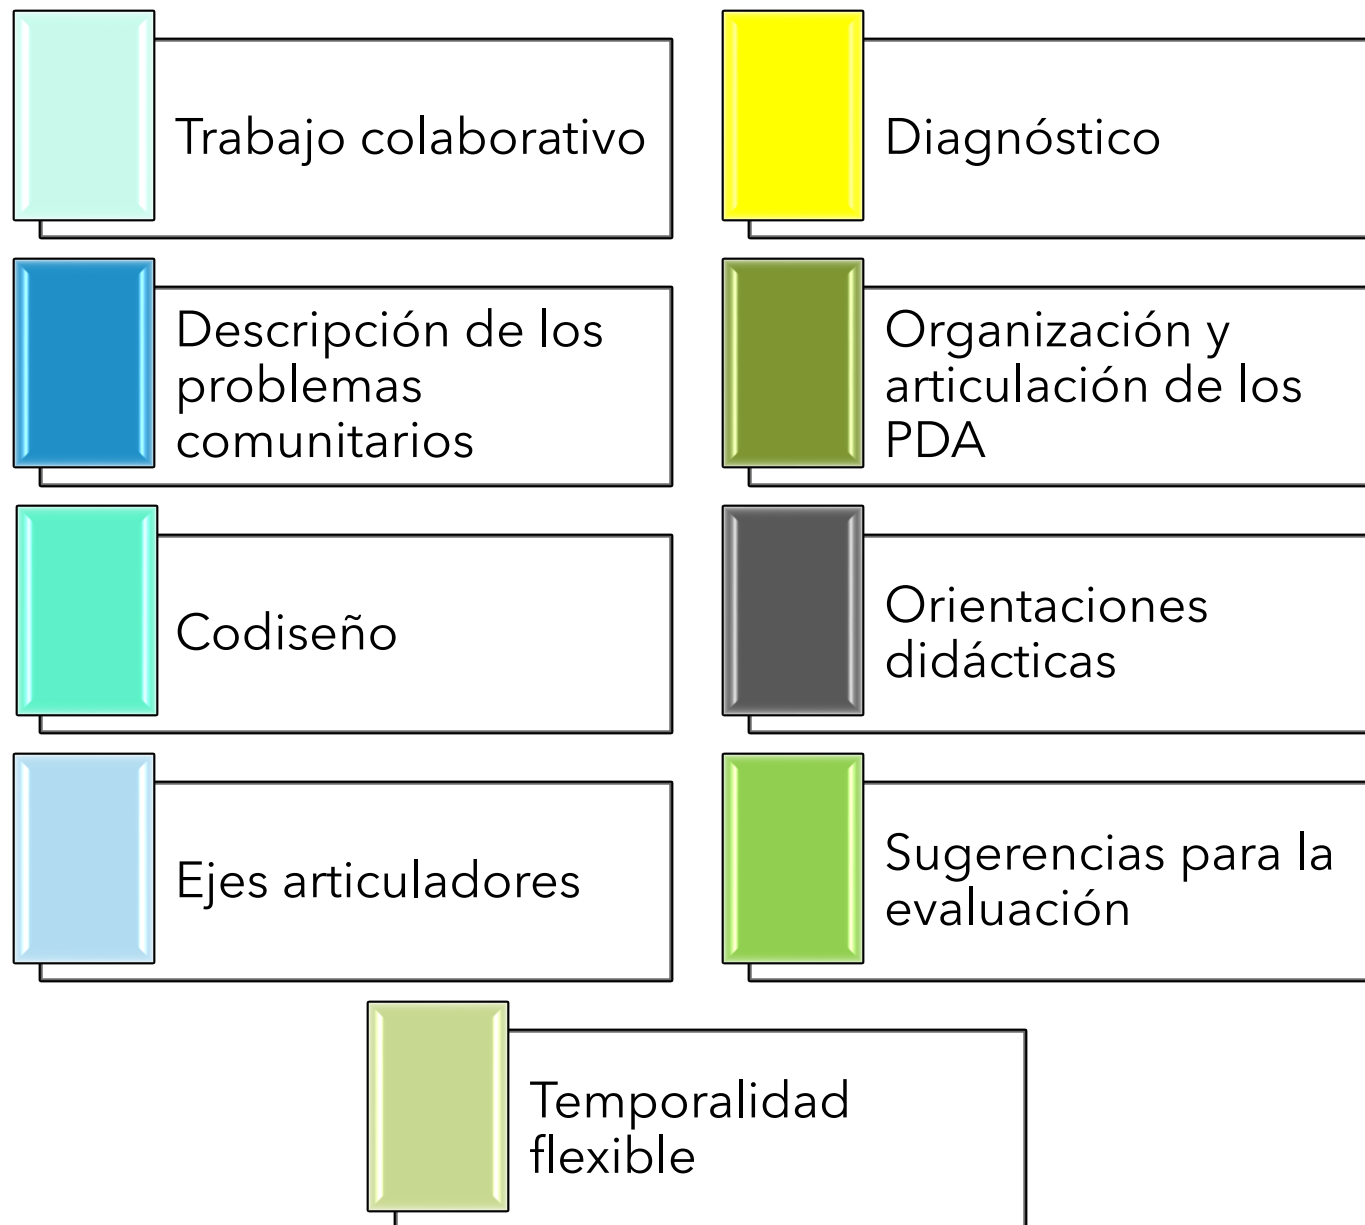 Trabajo colaborativo
Diagnóstico
Descripción de los
problemas
comunitarios
Organización y
articulación de los
PDA
Codiseño
Orientaciones
didácticas
Ejes articuladores
Sugerencias para la
evaluación
Temporalidad
flexible